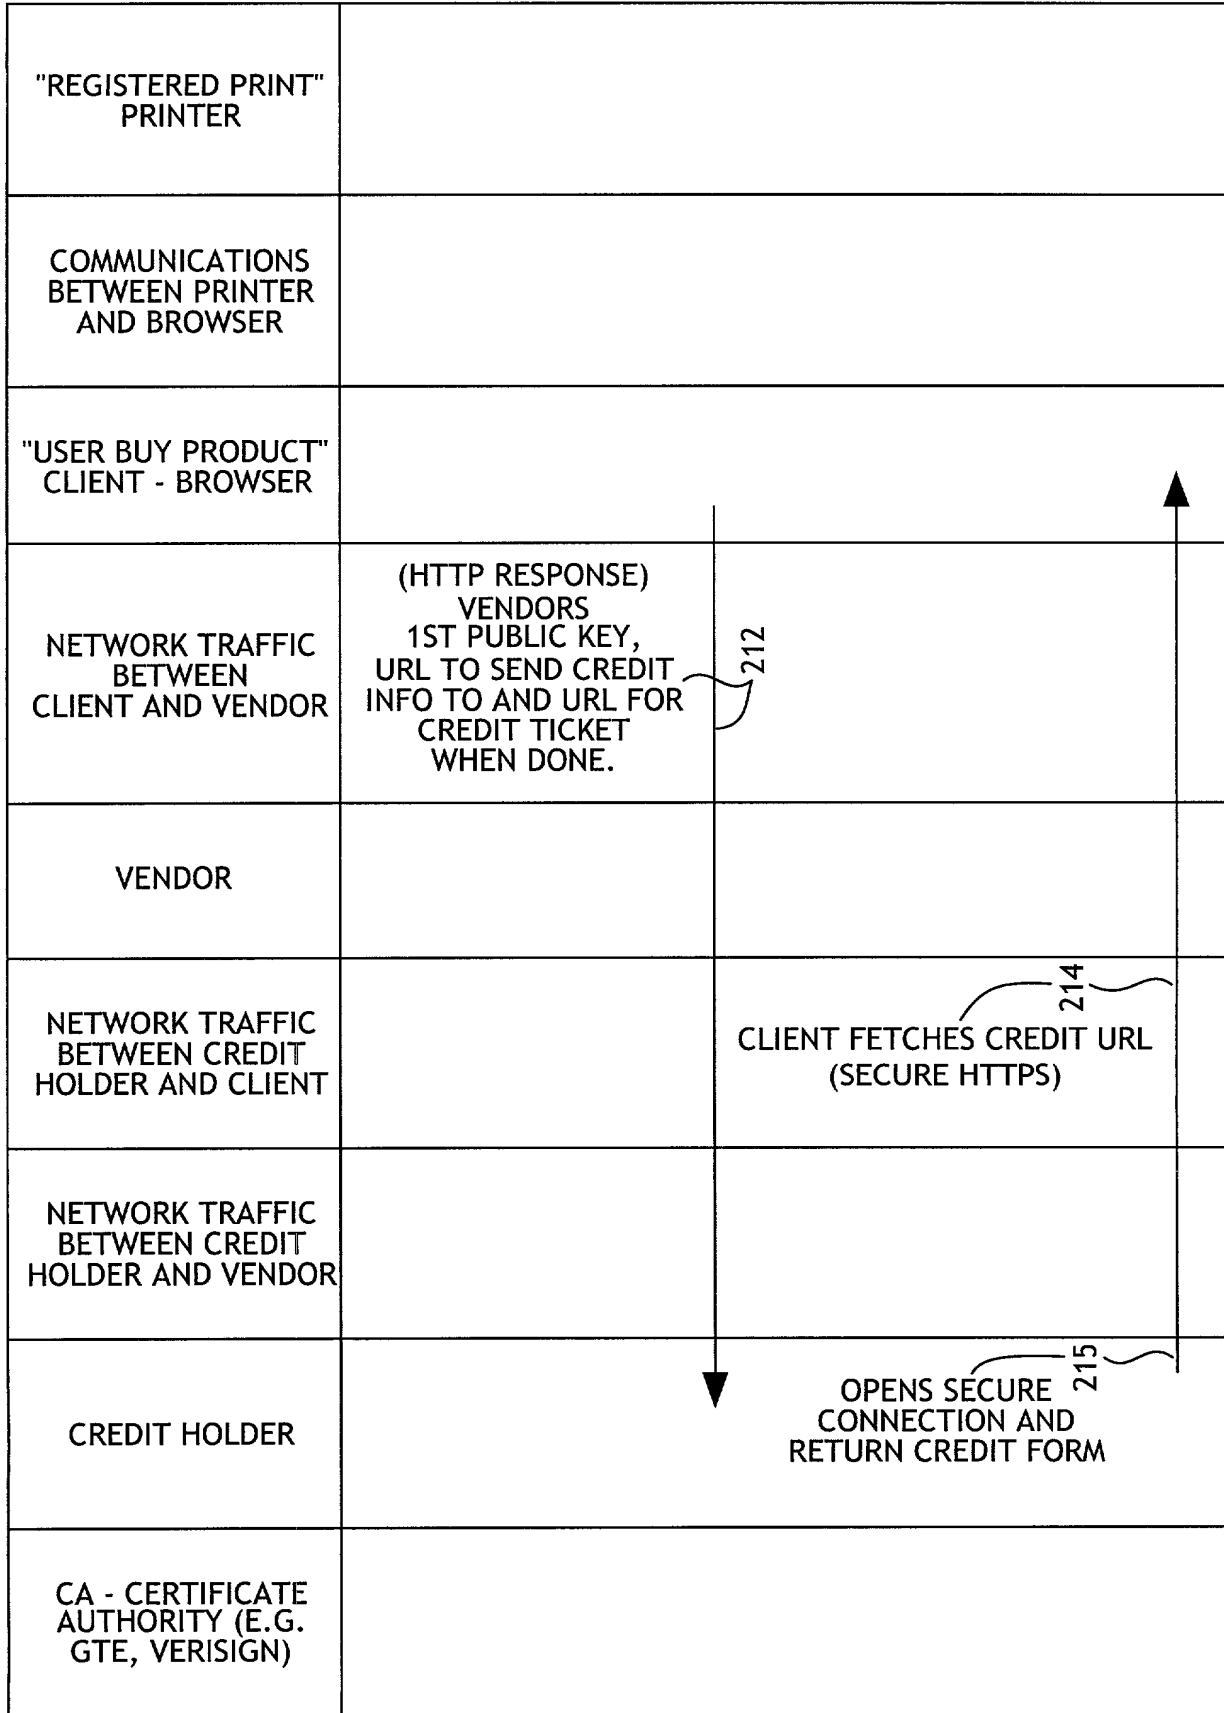 "REGISTERED PRINT"
PRINTER
COMMUNICATIONS
BETWEEN PRINTER
AND BROWSER
"USER BUY PRODUCT"
CLIENT - BROWSER
NETWORK TRAFFIC
BETWEEN
CLIENT AND VENDOR
(HTTP RESPONSE)
VENDORS
1ST PUBLIC KEY,
URL TO SEND CREDIT
INFO TO AND URL FOR
CREDIT TICKET
WHEN DONE.
212
VENDOR
NETWORK TRAFFIC
BETWEEN CREDIT
HOLDER AND CLIENT
214
CLIENT FETCHES CREDIT URL
(SECURE HTTPS)
NETWORK TRAFFIC
BETWEEN CREDIT
HOLDER AND VENDOR
CREDIT HOLDER
215
OPENS SECURE
CONNECTION AND
RETURN CREDIT FORM
CA - CERTIFICATE
AUTHORITY (E.G.
GTE, VERISIGN)